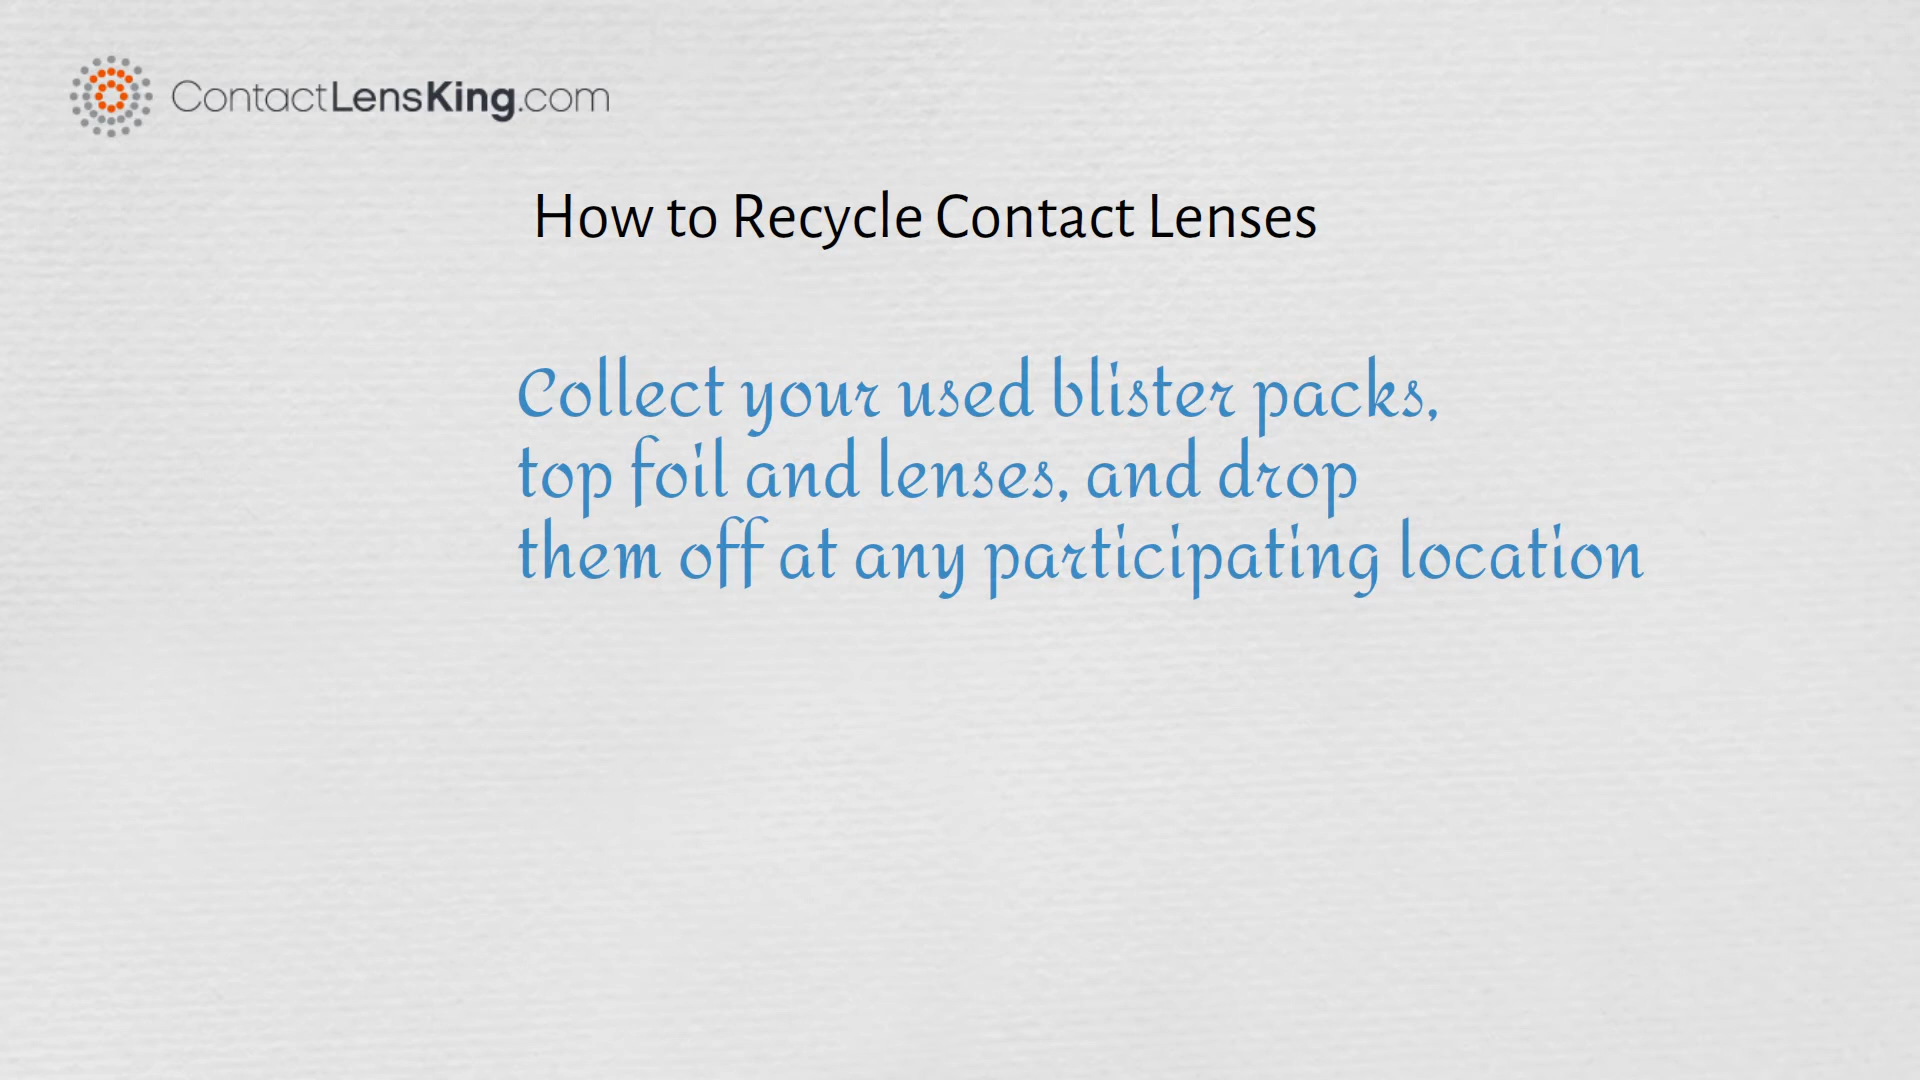 ContactLensKing.com
How to Recycle Contact Lenses
Collect your used blister packs,
top foil and lenses, and drop
them off at any participating location